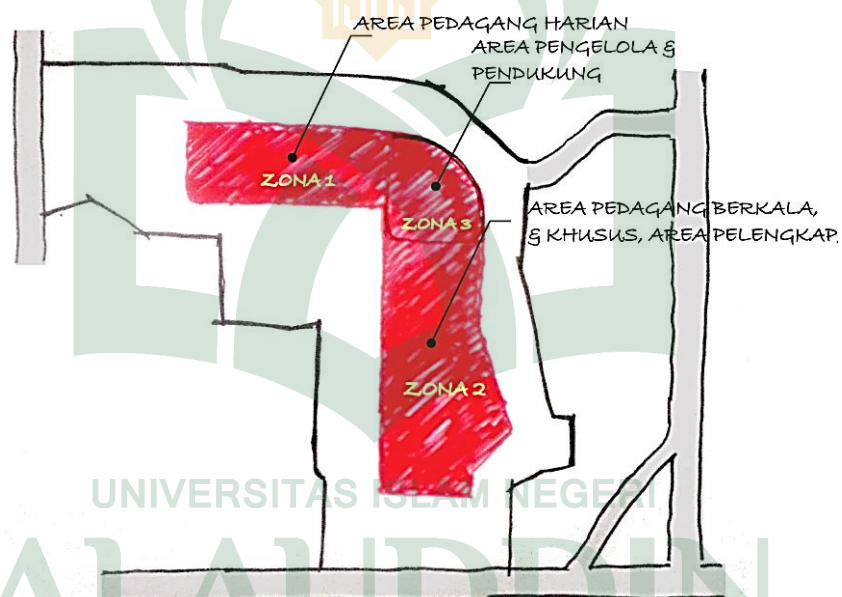 AREA PEDAGANG HARIAN
AREA PENGELOLA &
PENDUKUNG
ZONA 1
ZONA 3
AREA PEDAGANG BERKALA,
& KHUSUS, AREA PELENGKAP.
ZONA 2
UNIVERSITAS ISLAM NEGERI
ALAUDDIN